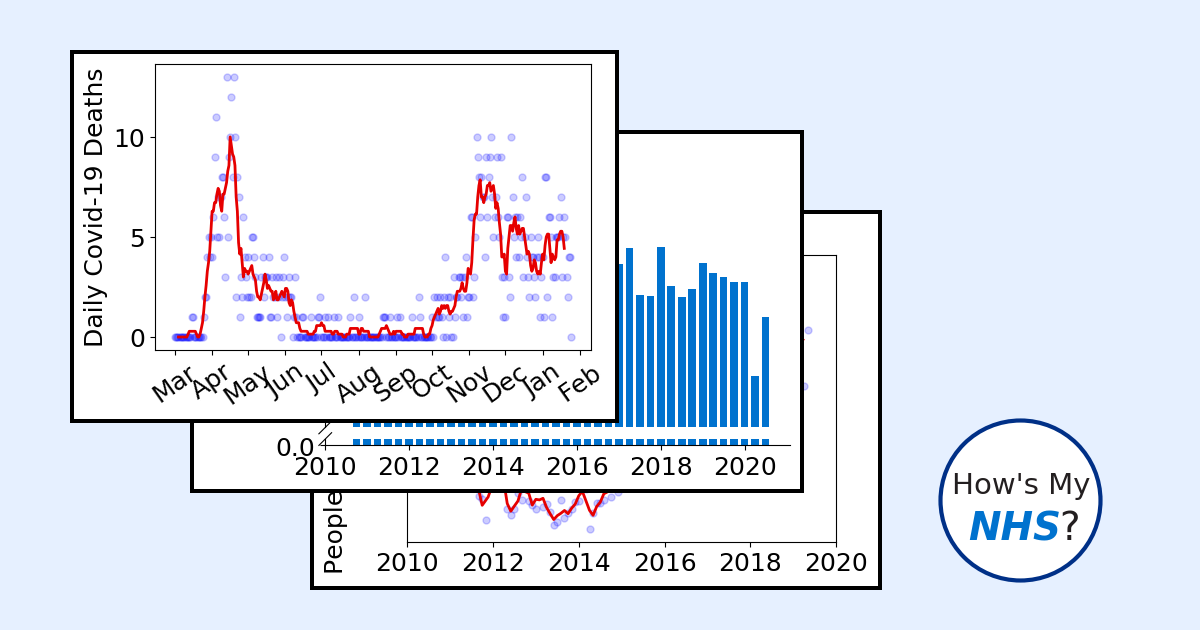 Daily Covid-19 Deaths
10
5
0
Mar Apr May Jun Jul Aug Sep Oct Nov Dec Jan Feb
0.0
2010 2012 2014 2016 2018 2020
People
2010 2012 2014 2016 2018 2020
How's My
NHS?